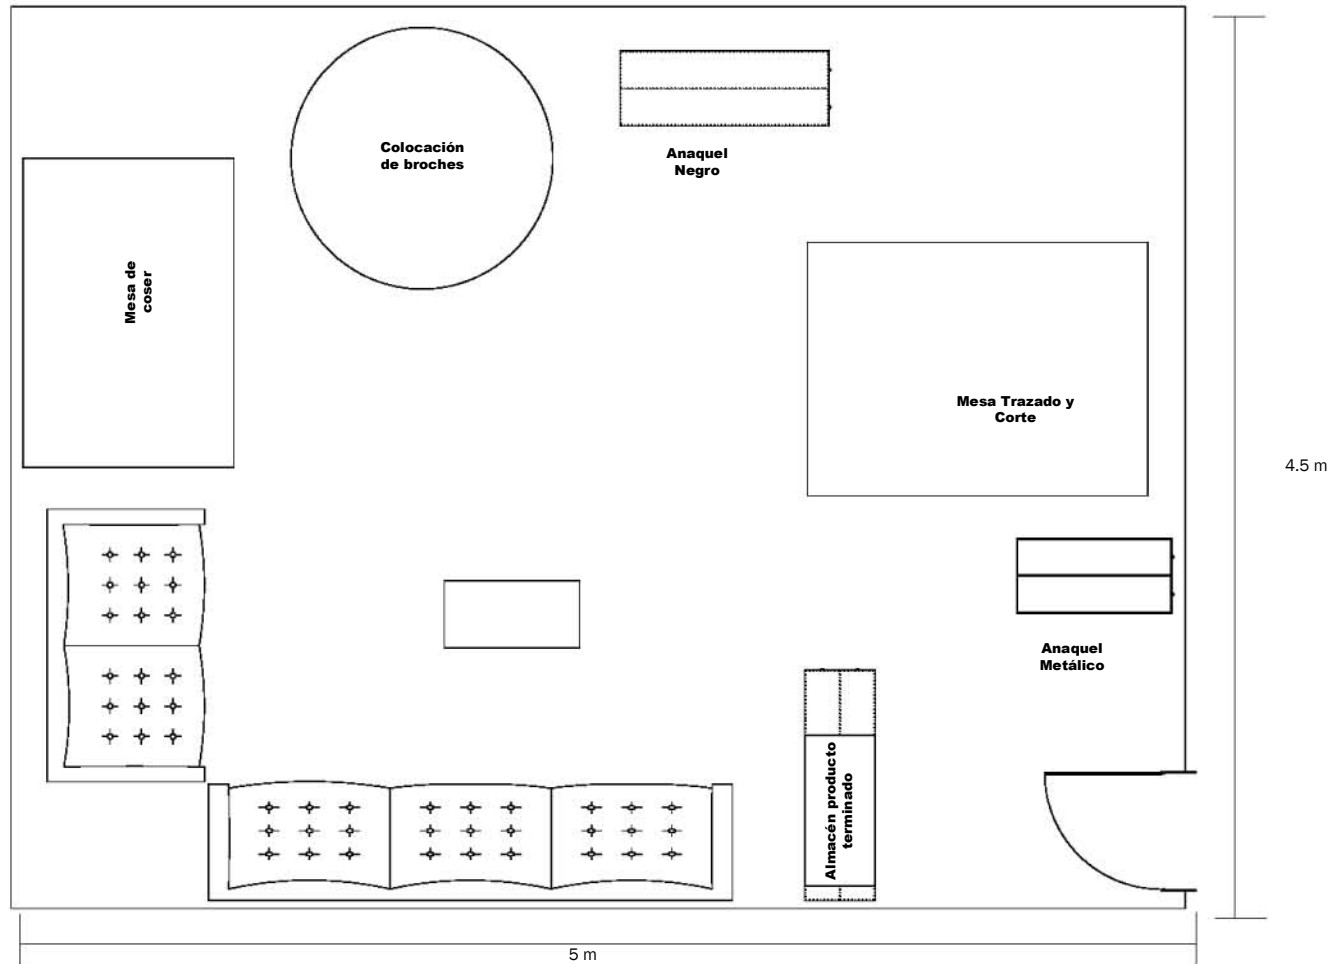 Colocación
de broches
Anaquel
Negro
Mesa de
coser
Mesa Trazado y
Corte
4.5 m
Anaquel
Metálico
Almacén producto
terminado
5 m